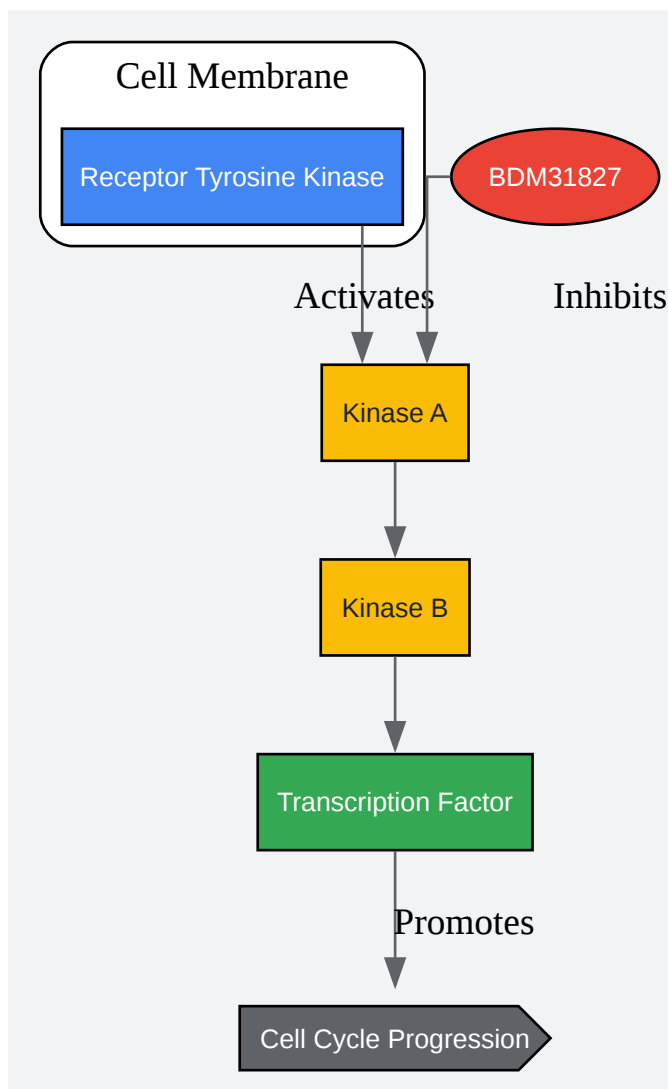 Cell Membrane
Receptor Tyrosine Kinase
BDM31827
Activates
Inhibits
Kinase A
Kinase B
Transcription Factor
Promotes
Cell Cycle Progression